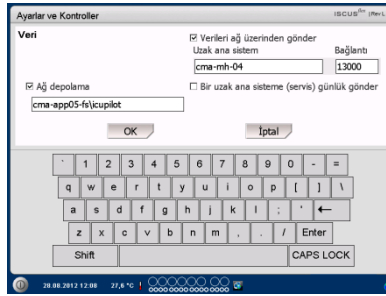 Ayarlar ve Kontroller
ISCUS
Veri
Verileri ağ üzerinden gönder
Uzak ana sistem Bağlantı
cma-mh-04 13000
Ağ depolama
Bir uzak ana sisteme (servis) günlük gönder
cma-app05-fs\icupilot
OK İptal
` 1 2 3 4 5 6 7 8 9 0 - =
q w e r t y u i o p [ ] \
a s d f g h j k l ; ' ←
z x c v b n m , . / Enter
Shift CAPS LOCK
20.08.2012 12:08 27,6 °C